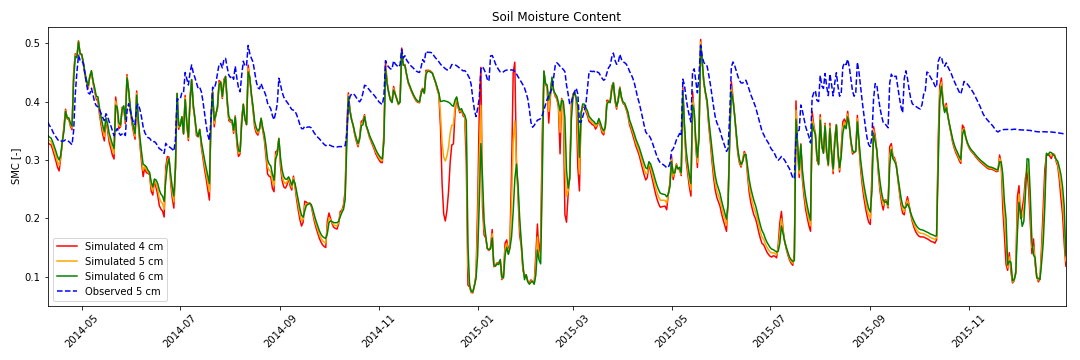 Soil Moisture Content
SMC [-]
0.5
0.4
0.3
0.2
0.1
Simulated 4 cm
Simulated 5 cm
Simulated 6 cm
Observed 5 cm
2014-05
2014-07
2014-09
2014-11
2015-01
2015-03
2015-05
2015-07
2015-09
2015-11